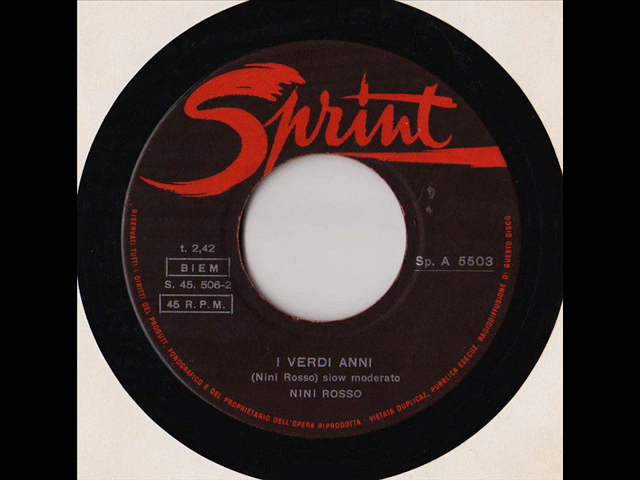 Sprint
t. 2,42
BIEM
S. 45. 506-2
45 R.P.M.
Sp. A 5503
I VERDI ANNI
(Nini Rosso) slow moderato
NINI ROSSO
RISERVATI TUTTI I DIRITTI DEL PRODUTT. FONOGRAFICO E DEL PROPRIETARIO DELL'OPERA RIPRODOTTA. - VIETATA DUPLICAZ. PUBBLICA ESECUZ. RADIODIFFUSIONE DI QUESTO DISCO